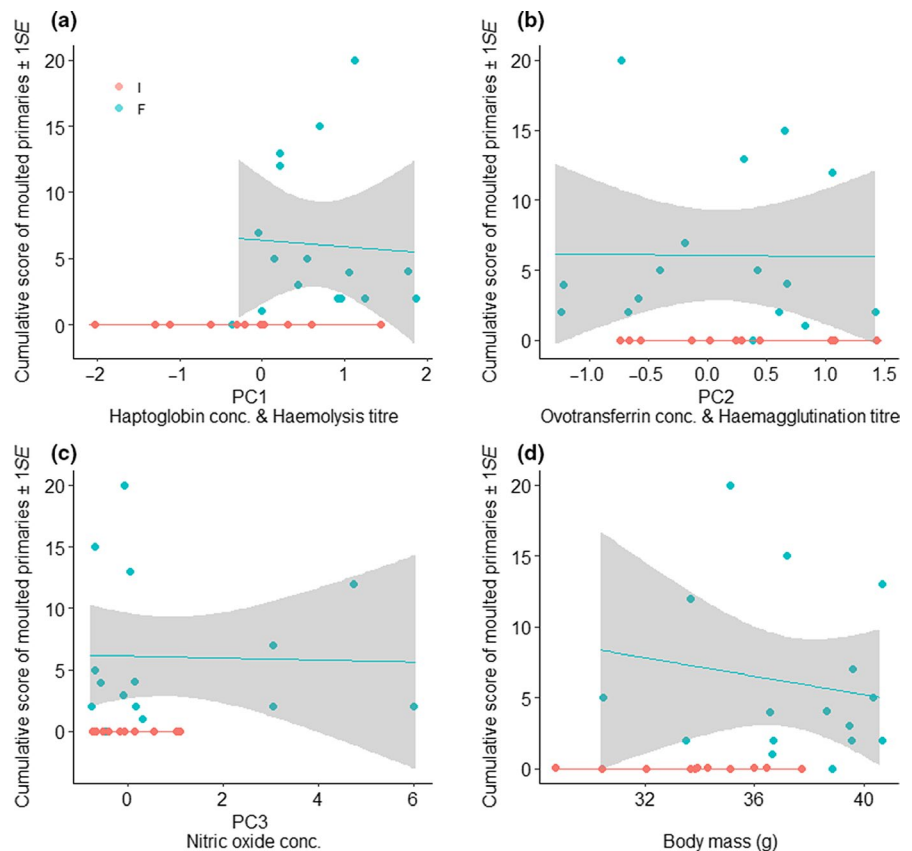 (a)
Cumulative score of moulted primaries ± 1SE
20
15
10
5
0
I
F
−2
−1
0
1
2
PC1
Haptoglobin conc. & Haemolysis titre
(b)
Cumulative score of moulted primaries ± 1SE
20
15
10
5
0
−1.0
−0.5
0.0
0.5
1.0
1.5
PC2
Ovotransferrin conc. & Haemagglutination titre
(c)
Cumulative score of moulted primaries ± 1SE
20
15
10
5
0
0
2
4
6
PC3
Nitric oxide conc.
(d)
Cumulative score of moulted primaries ± 1SE
20
15
10
5
0
32
36
40
Body mass (g)